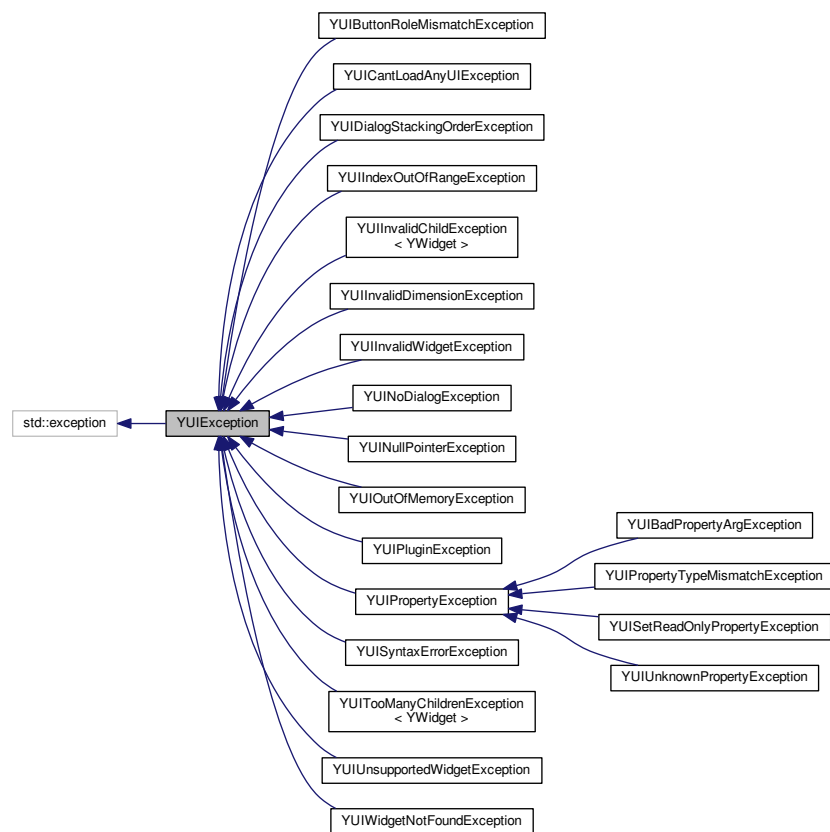 YUIButtonRoleMismatchException
YUICantLoadAnyUIException
YUIDialogStackingOrderException
YUIIndexOutOfRangeException
YUIInvalidChildException
< YWidget >
YUIInvalidDimensionException
YUIInvalidWidgetException
YUINoDialogException
std::exception
YUIException
YUINullPointerException
YUIOutOfMemoryException
YUIPluginException
YUIPropertyException
YUIBadPropertyArgException
YUIPropertyTypeMismatchException
YUISetReadOnlyPropertyException
YUIUnknownPropertyException
YUISyntaxErrorException
YUITooManyChildrenException
< YWidget >
YUIUnsupportedWidgetException
YUIWidgetNotFoundException